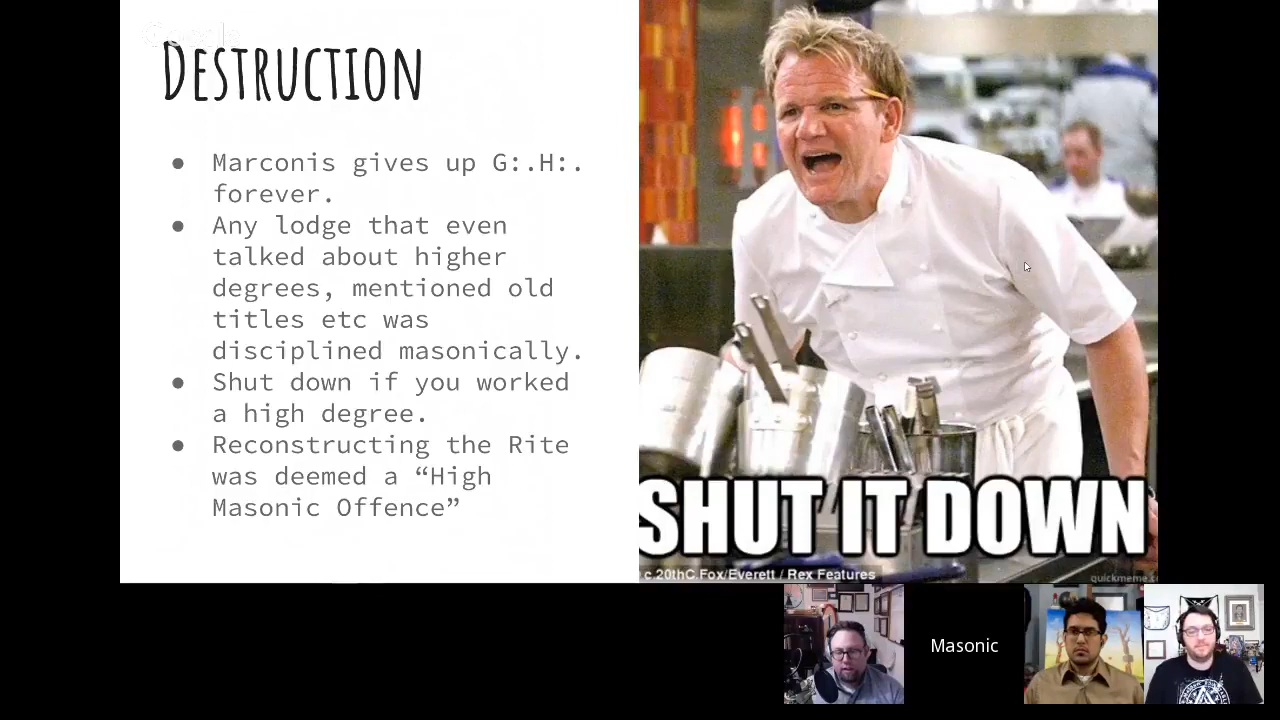 Google
DESTRUCTION
● Marconis gives up G:.H:.
forever.
● Any lodge that even
talked about higher
degrees, mentioned old
titles etc was
disciplined masonically.
● Shut down if you worked
a high degree.
● Reconstructing the Rite
was deemed a “High
Masonic Offence”
SHUT IT DOWN
c.20thC.Fox/Everett / Rex Features
quickmeme.c
Masonic